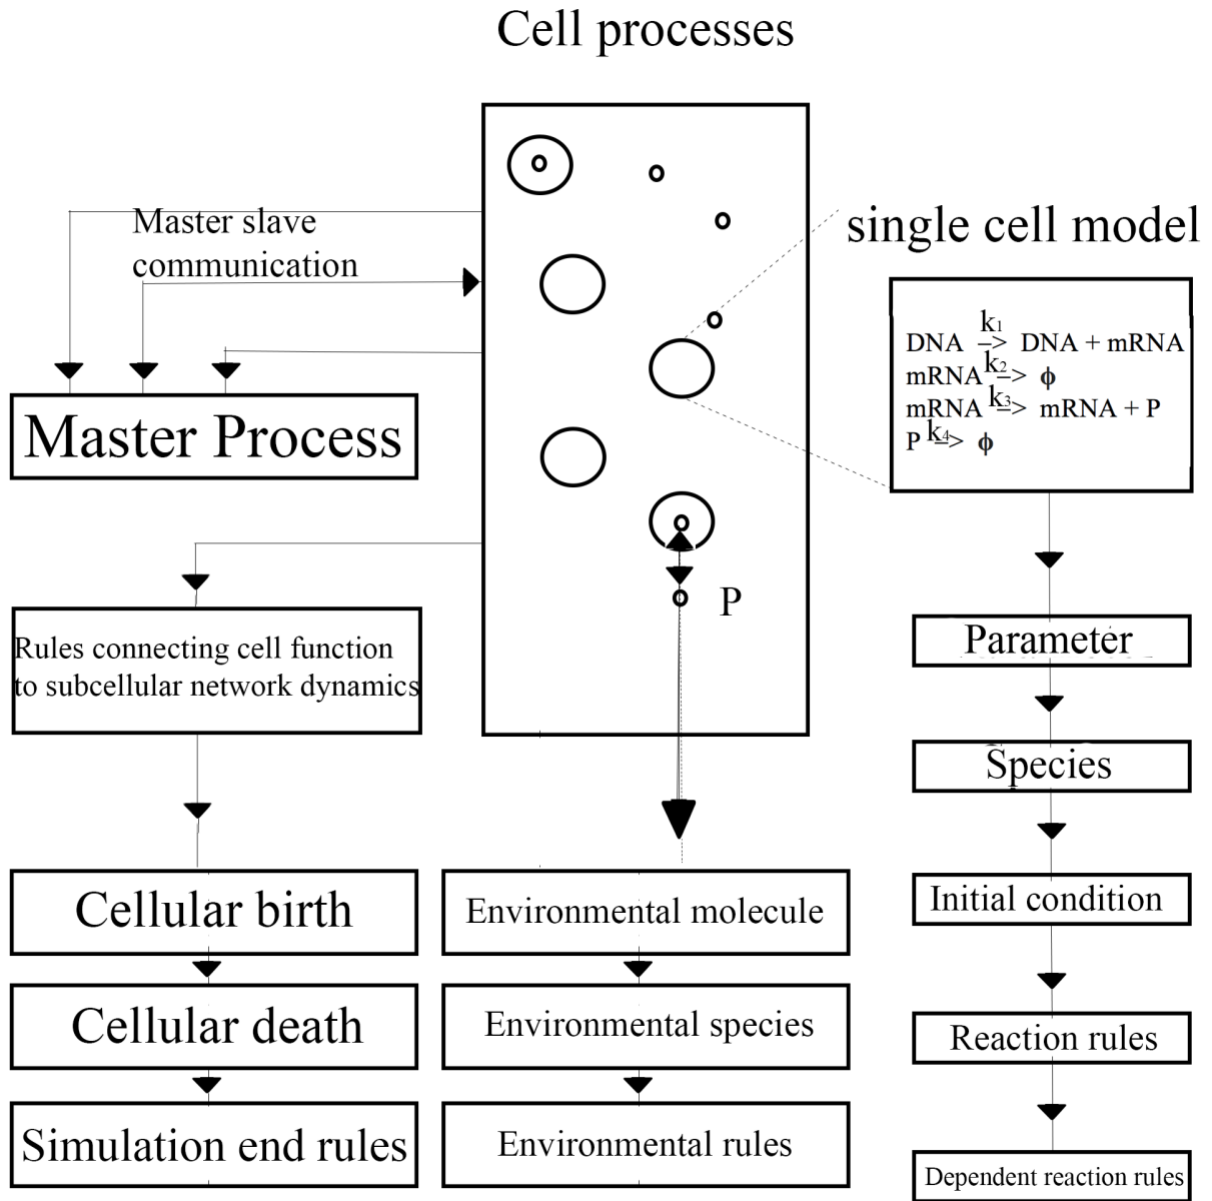 Cell processes
Master slave
communication
single cell model
k1
DNA —> DNA + mRNA
k2
mRNA —> ϕ
k3
mRNA —> mRNA + P
k4
P —> ϕ
Master Process
P
Rules connecting cell function
to subcellular network dynamics
Parameter
Species
Initial condition
Reaction rules
Dependent reaction rules
Cellular birth
Cellular death
Simulation end rules
Environmental molecule
Environmental species
Environmental rules